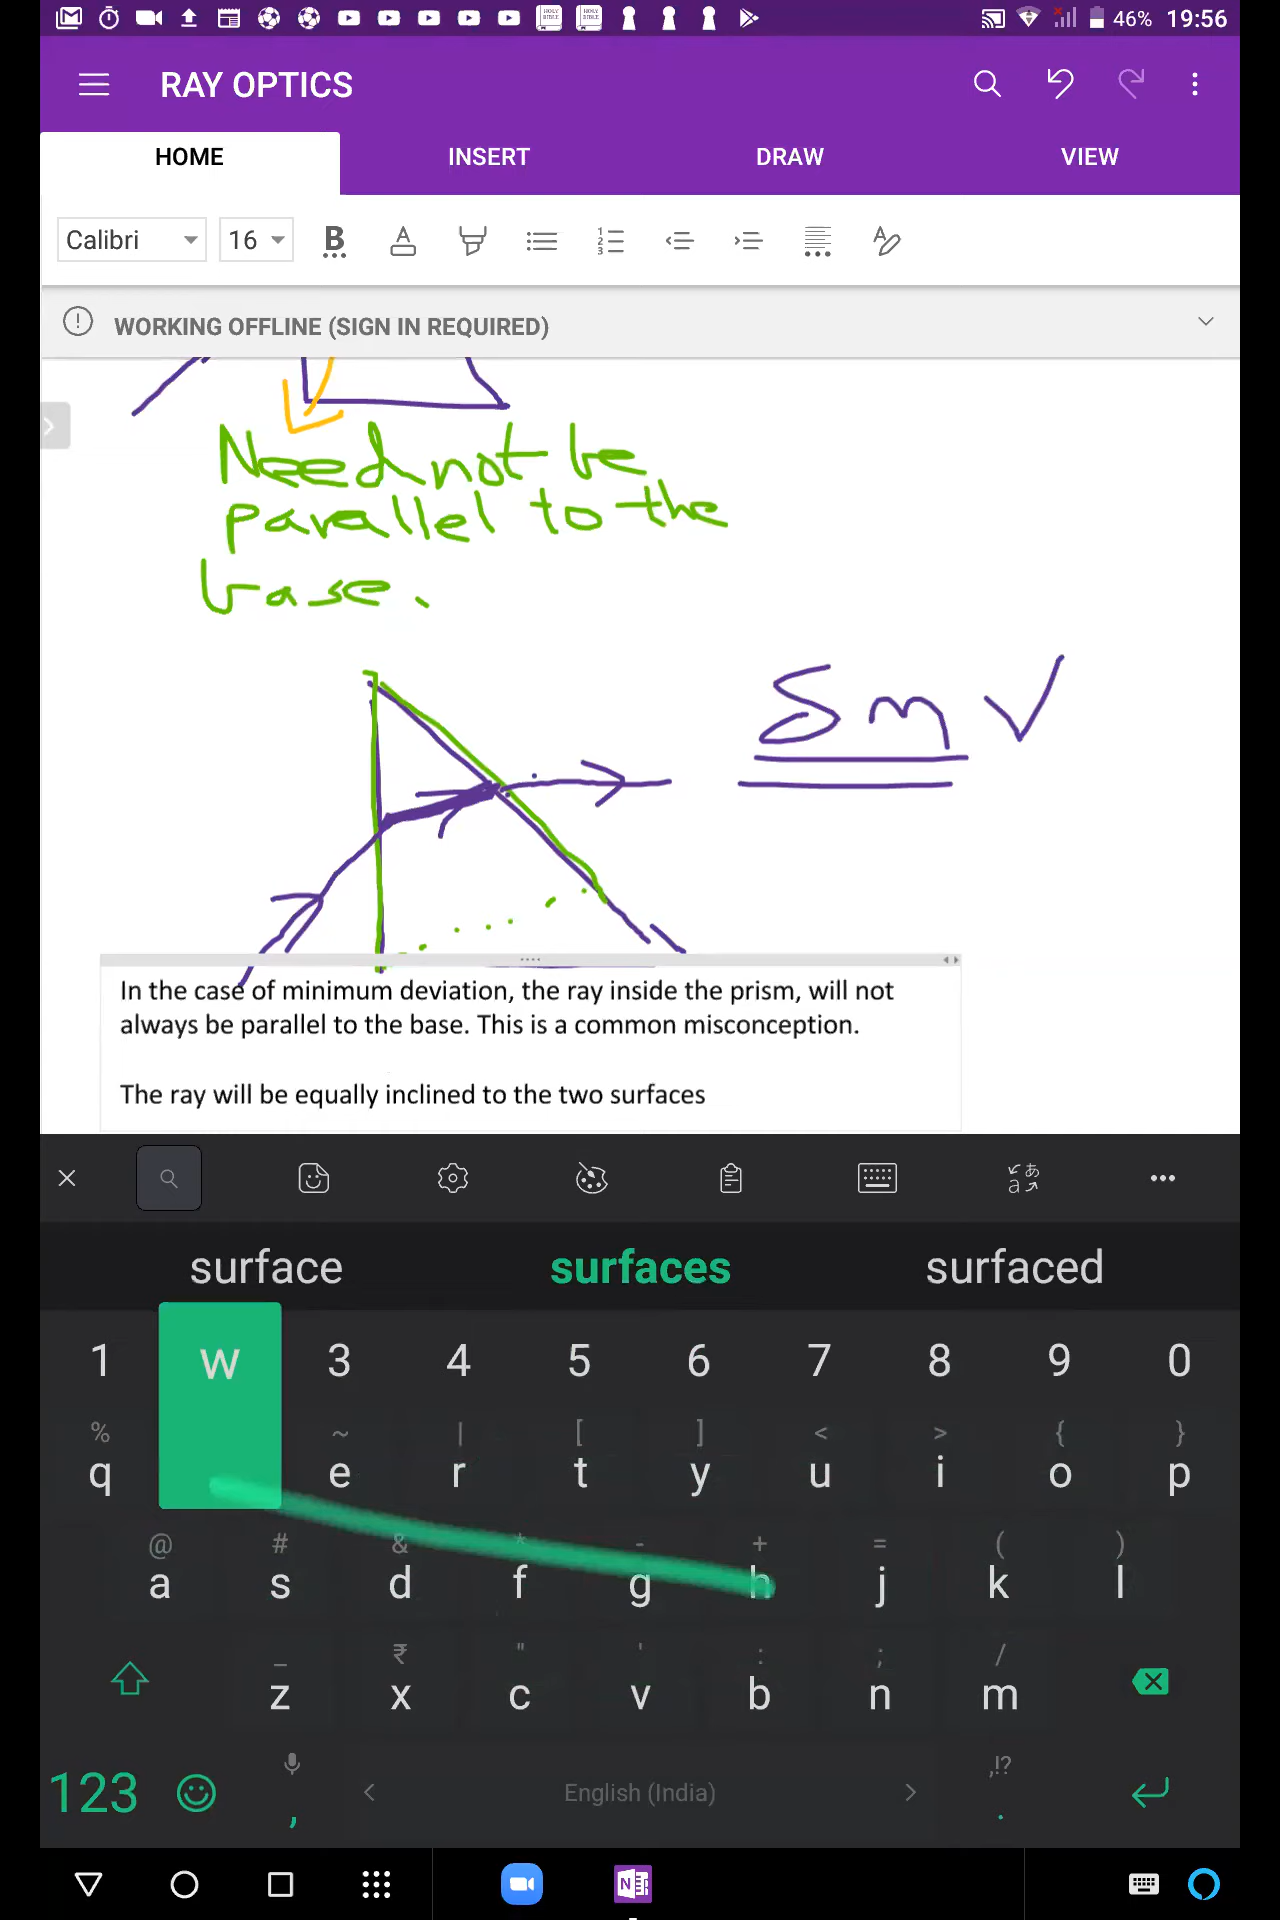 46% 19:56
RAY OPTICS
HOME INSERT DRAW VIEW
Calibri 16 B A
WORKING OFFLINE (SIGN IN REQUIRED)
Need not be
parallel to the
base.
δm
In the case of minimum deviation, the ray inside the prism, will not
always be parallel to the base. This is a common misconception.
The ray will be equally inclined to the two surfaces
surface surfaces surfaced
1 W 3 4 5 6 7 8 9 0
% ~ | [ ] < > { }
q e r t y u i o p
@ # & * - + = ( )
a s d f g h j k l
_ ₹ " ' : ; /
z x c v b n m
,!?
123 , English (India) .